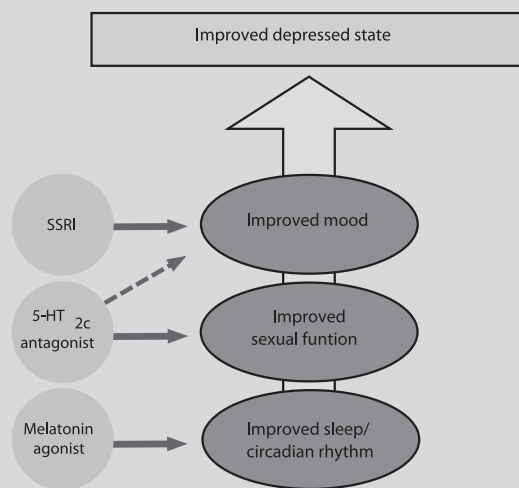 Improved depressed state
SSRI
Improved mood
5-HT 2c
antagonist
Improved
sexual funtion
Melatonin
agonist
Improved sleep/
circadian rhythm